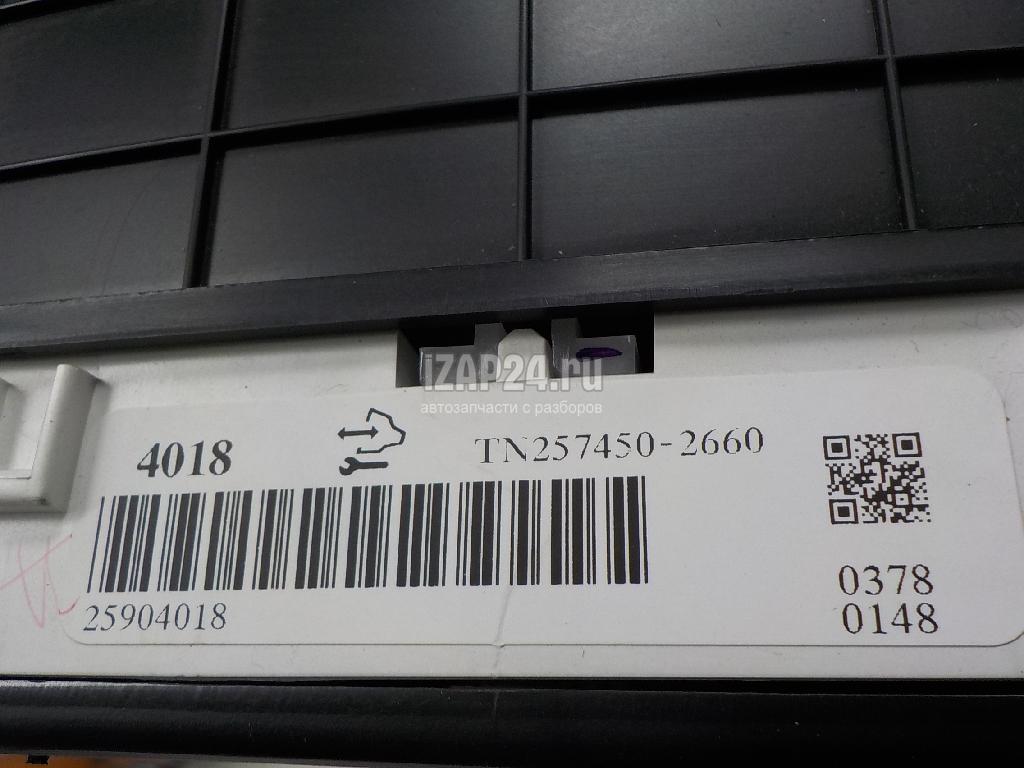 iZAP24.ru
автозапчасти с разборов
4018 TN257450-2660
25904018
0378
0148